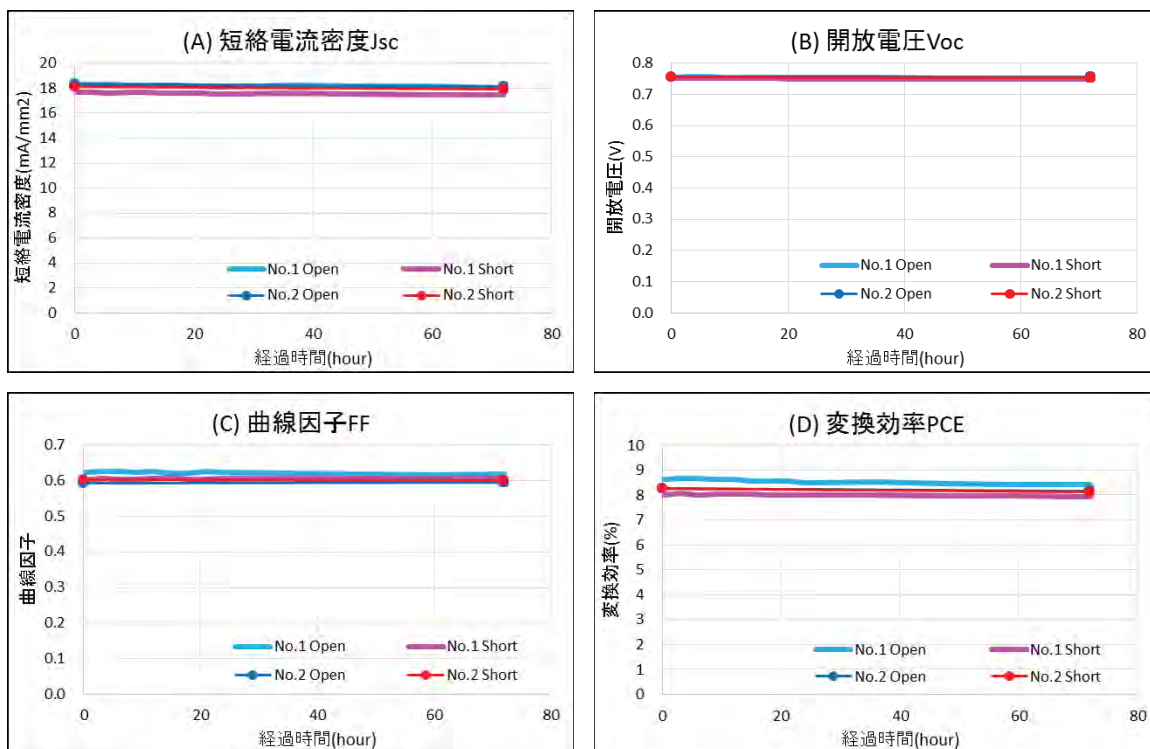 (A) 短絡電流密度Jsc
20
18
16
14
12
10
8
6
4
2
0
短絡電流密度(mA/mm2)
No.1 Open
No.1 Short
No.2 Open
No.2 Short
0 20 40 60 80
経過時間(hour)
(B) 開放電圧Voc
0.8
0.7
0.6
0.5
0.4
0.3
0.2
0.1
0.0
開放電圧(V)
No.1 Open
No.1 Short
No.2 Open
No.2 Short
0 20 40 60 80
経過時間(hour)
(C) 曲線因子FF
0.7
0.6
0.5
0.4
0.3
0.2
0.1
0.0
曲線因子
No.1 Open
No.1 Short
No.2 Open
No.2 Short
0 20 40 60 80
経過時間(hour)
(D) 変換効率PCE
10
9
8
7
6
5
4
3
2
1
0
変換効率(%)
No.1 Open
No.1 Short
No.2 Open
No.2 Short
0 20 40 60 80
経過時間(hour)